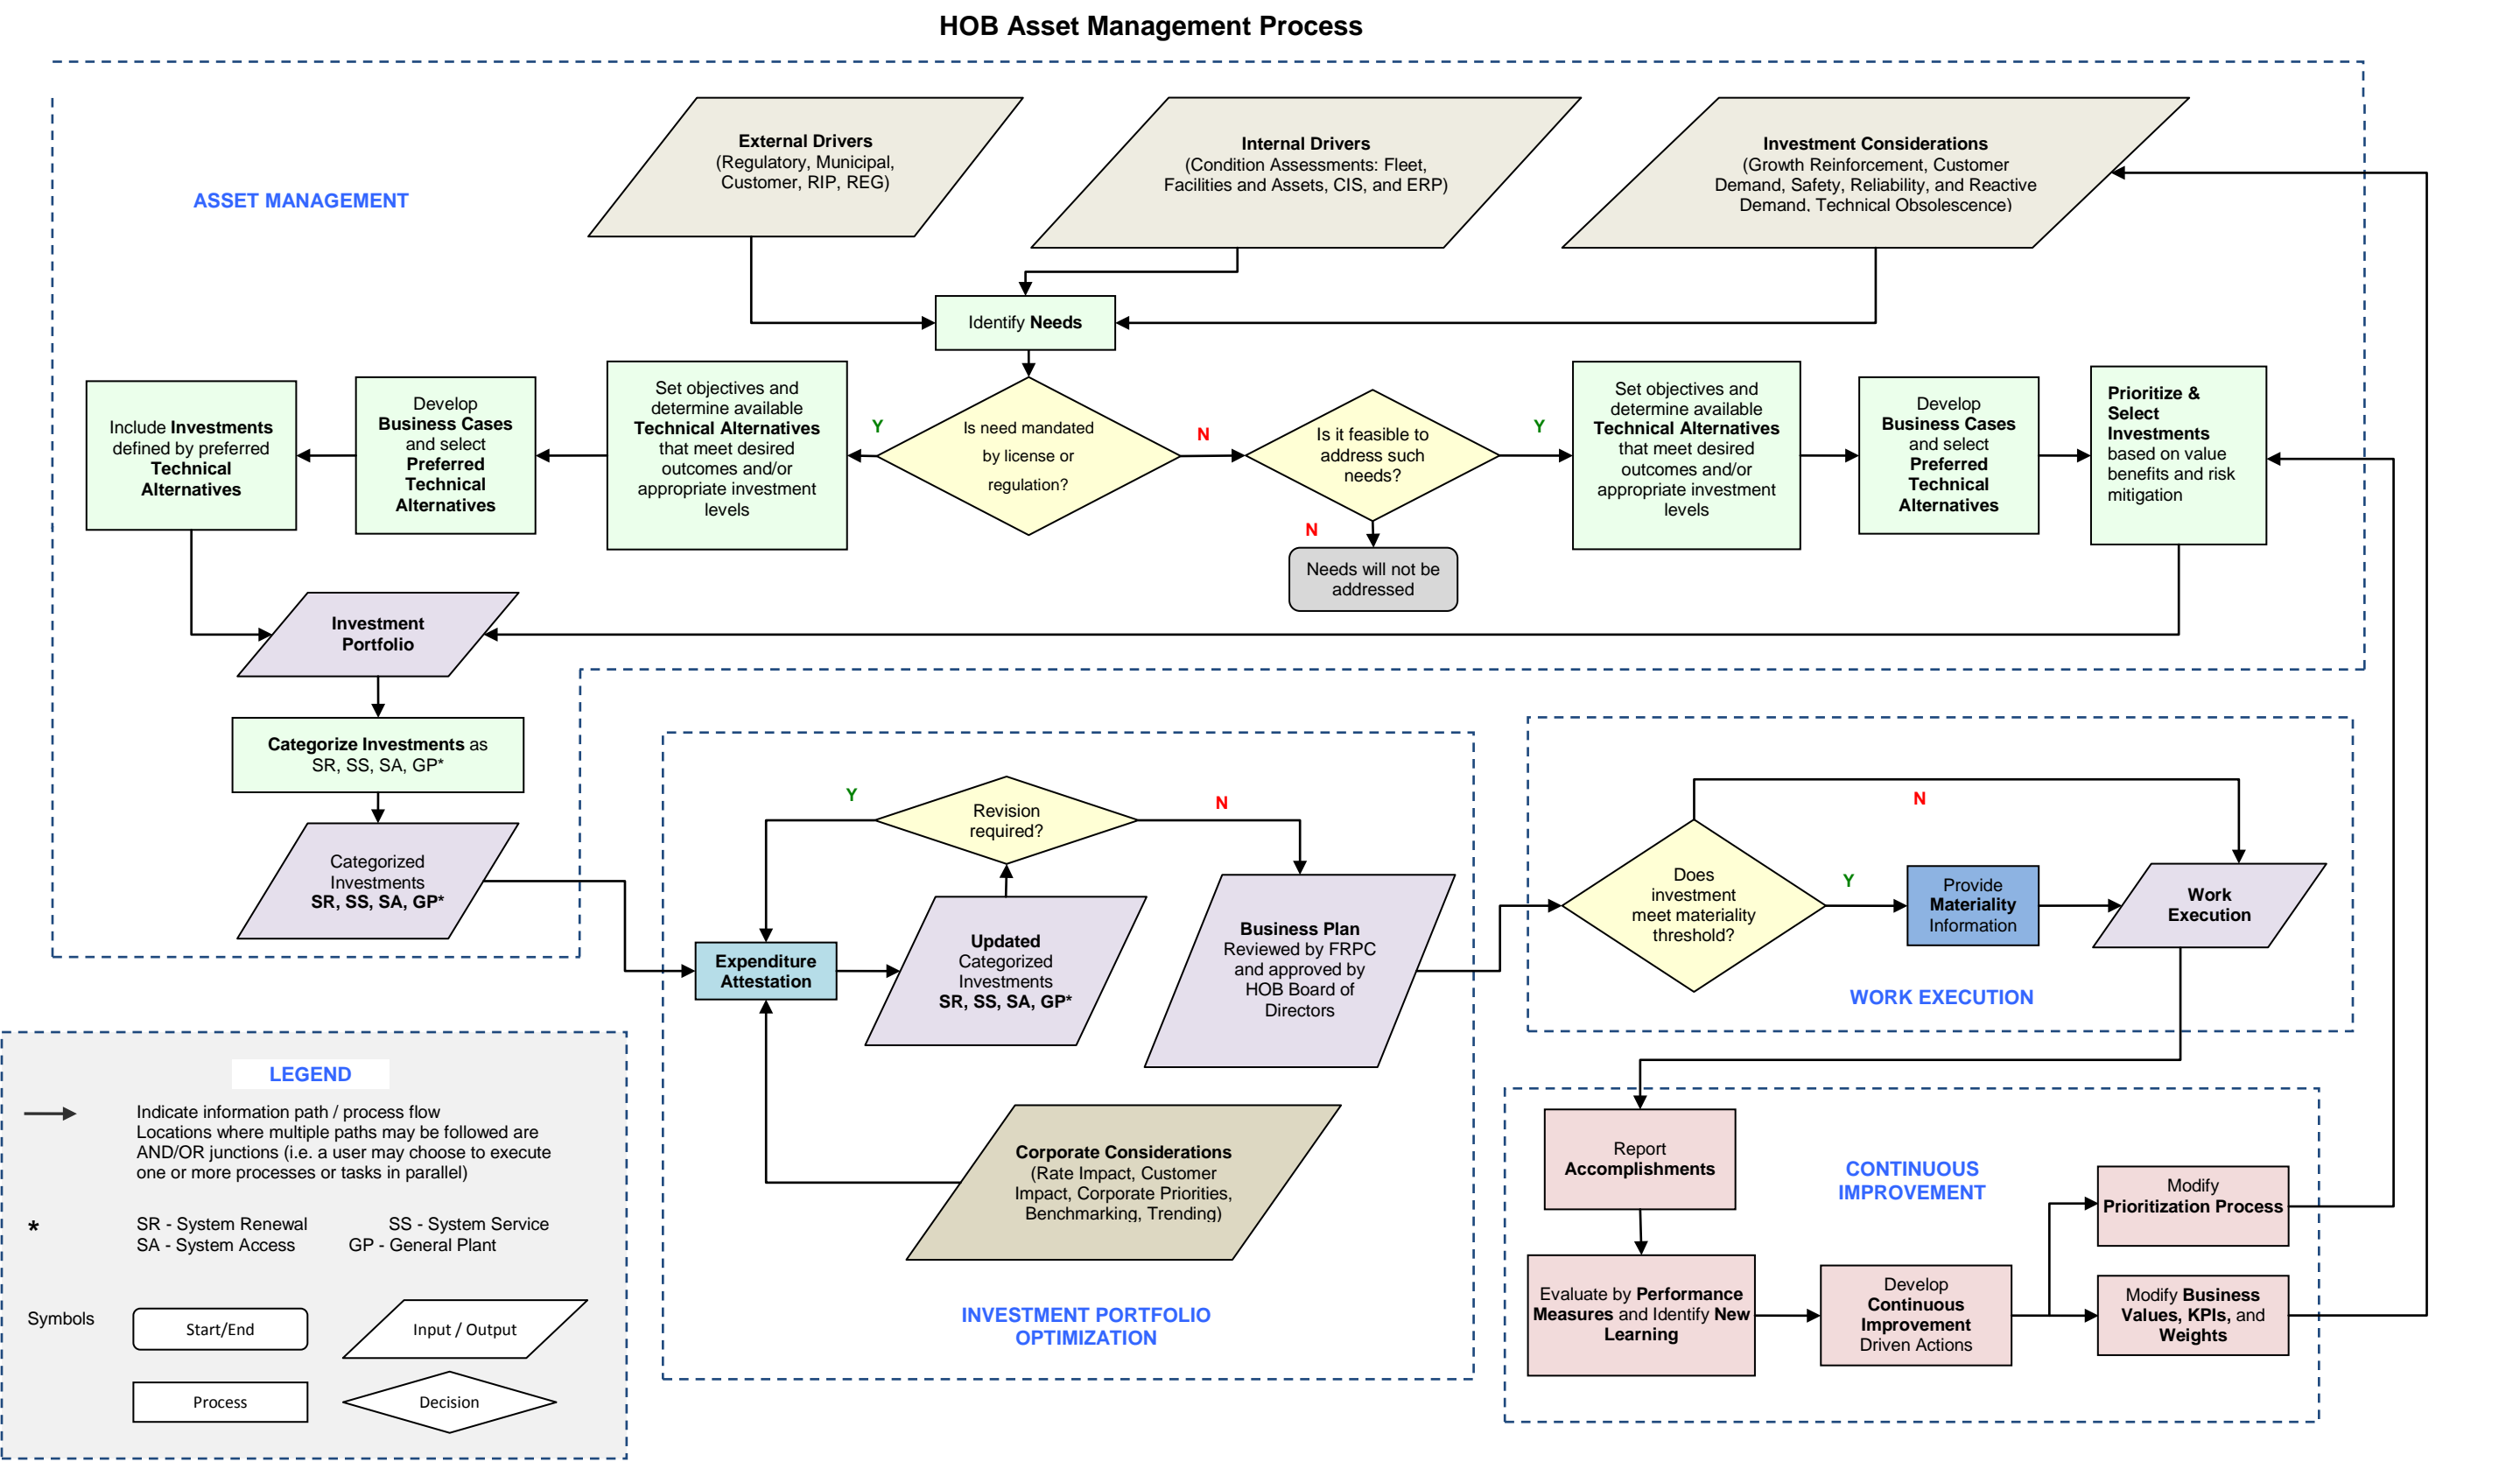 HOB Asset Management Process
External Drivers
(Regulatory, Municipal,
Customer, RIP, REG)
Internal Drivers
(Condition Assessments: Fleet,
Facilities and Assets, CIS, and ERP)
Investment Considerations
(Growth Reinforcement, Customer
Demand, Safety, Reliability, and Reactive
Demand, Technical Obsolescence)
ASSET MANAGEMENT
Identify Needs
Include Investments
defined by preferred
Technical
Alternatives
Develop
Business Cases
and select
Preferred
Technical
Alternatives
Set objectives and
determine available
Technical Alternatives
that meet desired
outcomes and/or
appropriate investment
levels
Y
Is need mandated
by license or
regulation?
N
Is it feasible to
address such
needs?
Y
N
Needs will not be
addressed
Set objectives and
determine available
Technical Alternatives
that meet desired
outcomes and/or
appropriate investment
levels
Develop
Business Cases
and select
Preferred
Technical
Alternatives
Prioritize &
Select
Investments
based on value
benefits and risk
mitigation
Investment
Portfolio
Categorize Investments as
SR, SS, SA, GP*
Categorized
Investments
SR, SS, SA, GP*
Y
Revision
required?
N
Expenditure
Attestation
Updated
Categorized
Investments
SR, SS, SA, GP*
Business Plan
Reviewed by FRPC
and approved by
HOB Board of
Directors
Corporate Considerations
(Rate Impact, Customer
Impact, Corporate Priorities,
Benchmarking, Trending)
INVESTMENT PORTFOLIO
OPTIMIZATION
N
Does
investment
meet materiality
threshold?
Y
Provide
Materiality
Information
Work
Execution
WORK EXECUTION
Report
Accomplishments
CONTINUOUS
IMPROVEMENT
Evaluate by Performance
Measures and Identify New
Learning
Develop
Continuous
Improvement
Driven Actions
Modify
Prioritization Process
Modify Business
Values, KPIs, and
Weights
LEGEND
Indicate information path / process flow
Locations where multiple paths may be followed are
AND/OR junctions (i.e. a user may choose to execute
one or more processes or tasks in parallel)
* SR - System Renewal SS - System Service
SA - System Access GP - General Plant
Symbols
Start/End
Input / Output
Process
Decision